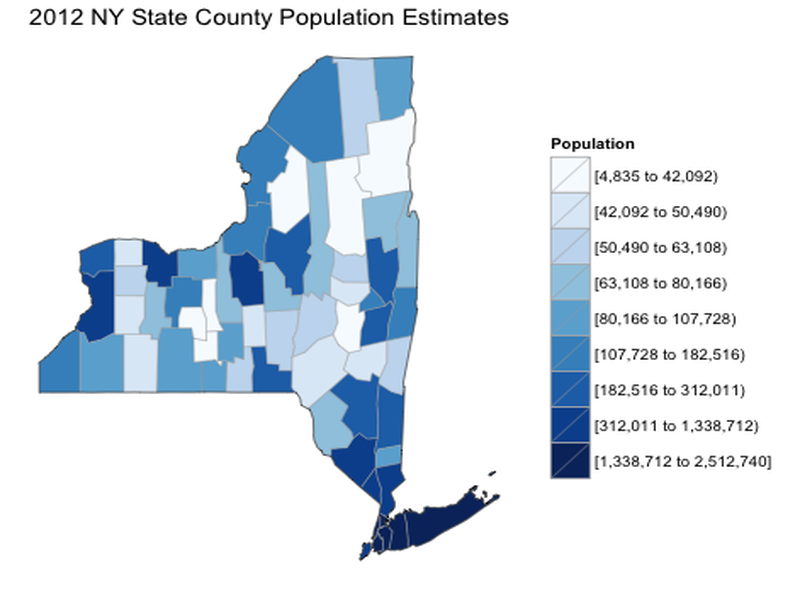 2012 NY State County Population Estimates
Population
[4,835 to 42,092)
[42,092 to 50,490)
[50,490 to 63,108)
[63,108 to 80,166)
[80,166 to 107,728)
[107,728 to 182,516)
[182,516 to 312,011)
[312,011 to 1,338,712)
[1,338,712 to 2,512,740]